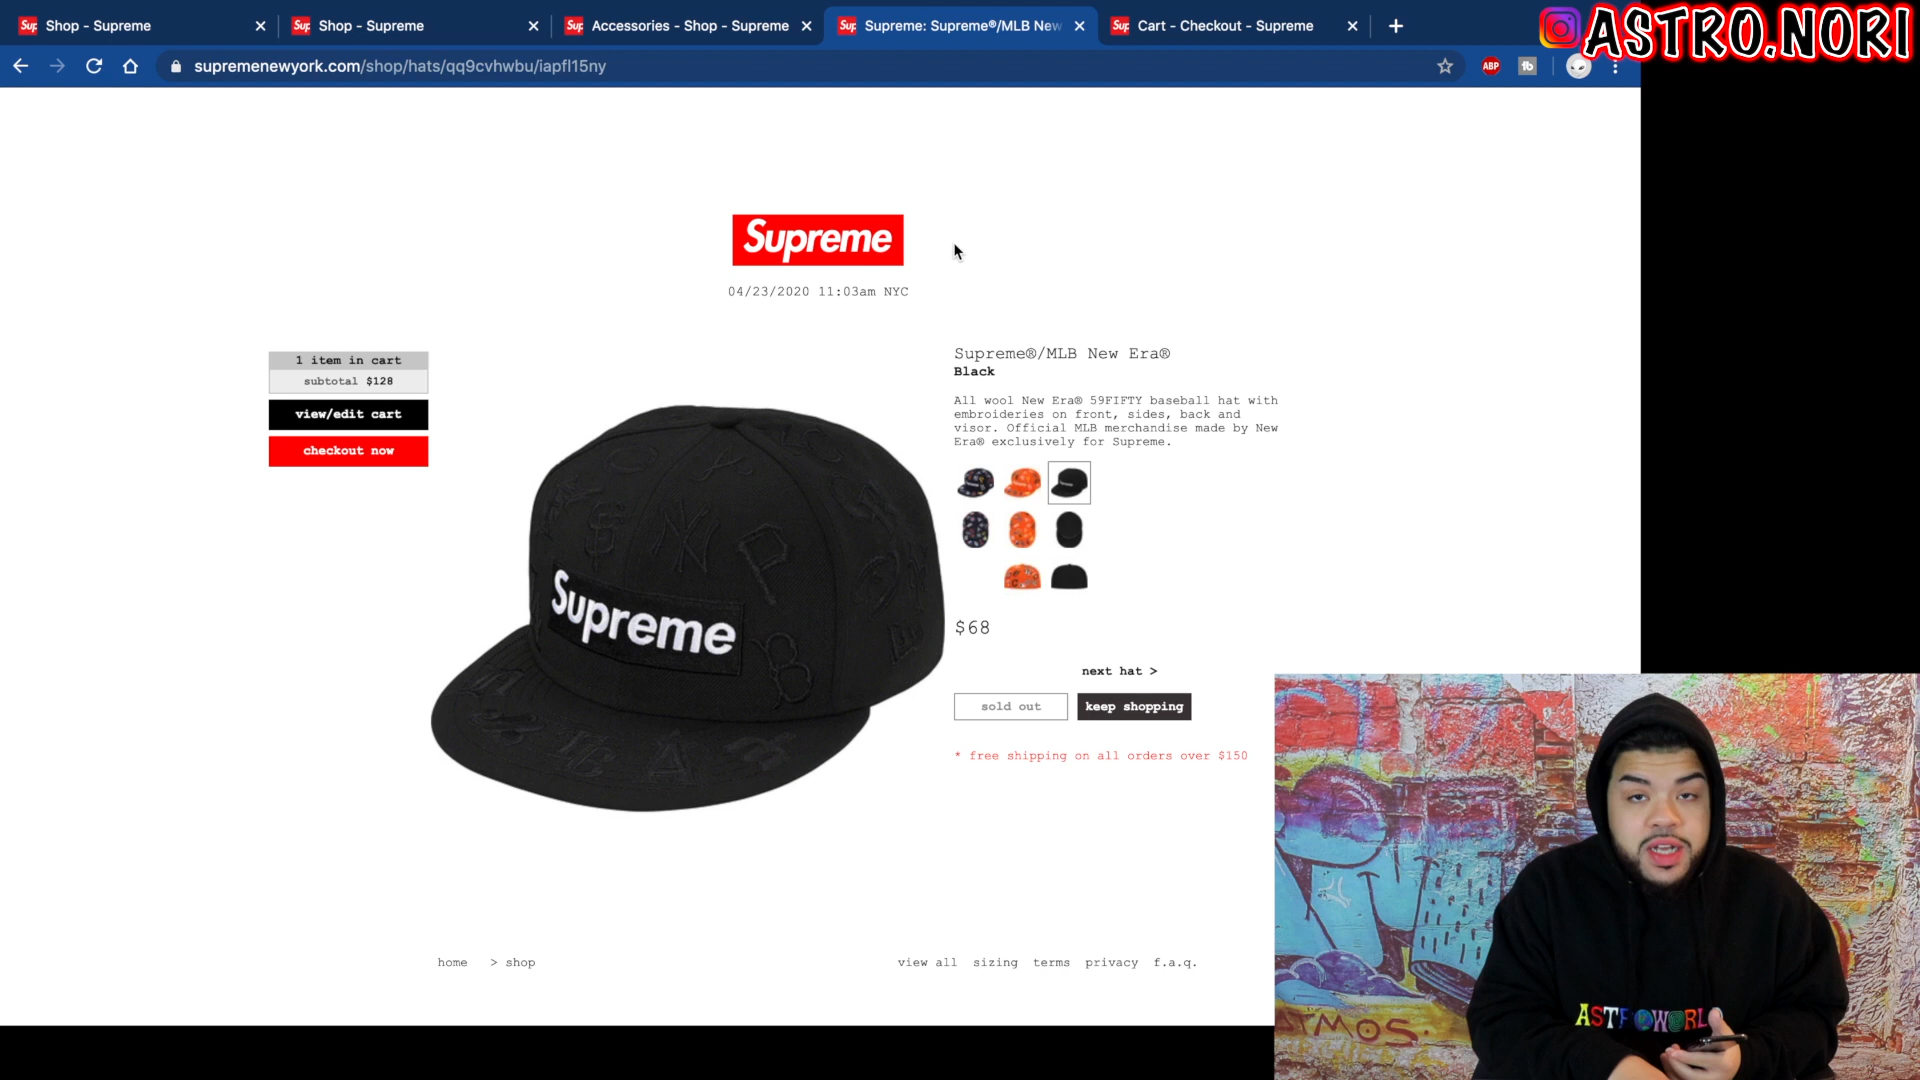 Shop - Supreme
Shop - Supreme
Accessories - Shop - Supreme
Supreme: Supreme®/MLB New
Cart - Checkout - Supreme
ASTRO.NORI
supremenewyork.com/shop/hats/qq9cvhwbu/iapfl15ny
ABP
Supreme
04/23/2020 11:03am NYC
1 item in cart
subtotal $128
view/edit cart
checkout now
Supreme®/MLB New Era®
Black
All wool New Era® 59FIFTY baseball hat with
embroideries on front, sides, back and
visor. Official MLB merchandise made by New
Era® exclusively for Supreme.
Supreme
$68
next hat >
sold out
keep shopping
* free shipping on all orders over $150
home > shop
view all sizing terms privacy f.a.q.